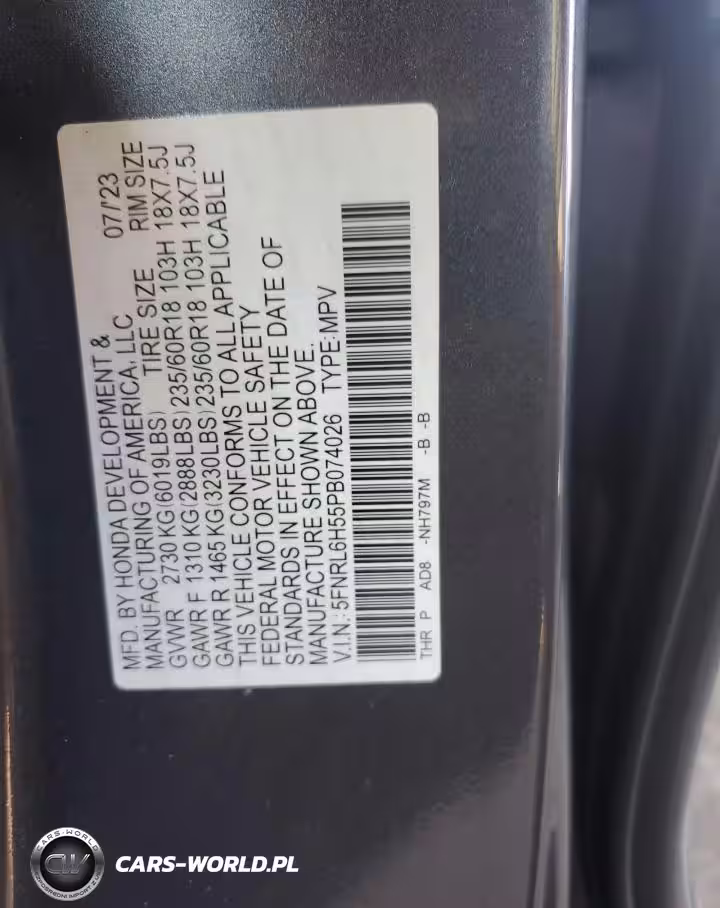 MFD. BY HONDA DEVELOPMENT &
MANUFACTURING OF AMERICA, LLC 07/'23
GVWR 2730 KG (6019LBS) TIRE SIZE RIM SIZE
GAWR F 1310 KG (2888LBS) 235/60R18 103H 18X7.5J
GAWR R 1465 KG (3230LBS) 235/60R18 103H 18X7.5J
THIS VEHICLE CONFORMS TO ALL APPLICABLE
FEDERAL MOTOR VEHICLE SAFETY
STANDARDS IN EFFECT ON THE DATE OF
MANUFACTURE SHOWN ABOVE.
V.I.N.: 5FNRL6H55PB074026 TYPE: MPV
THR P AD8 -NH797M -B -B
CARS-WORLD
CW
CARS-WORLD.PL